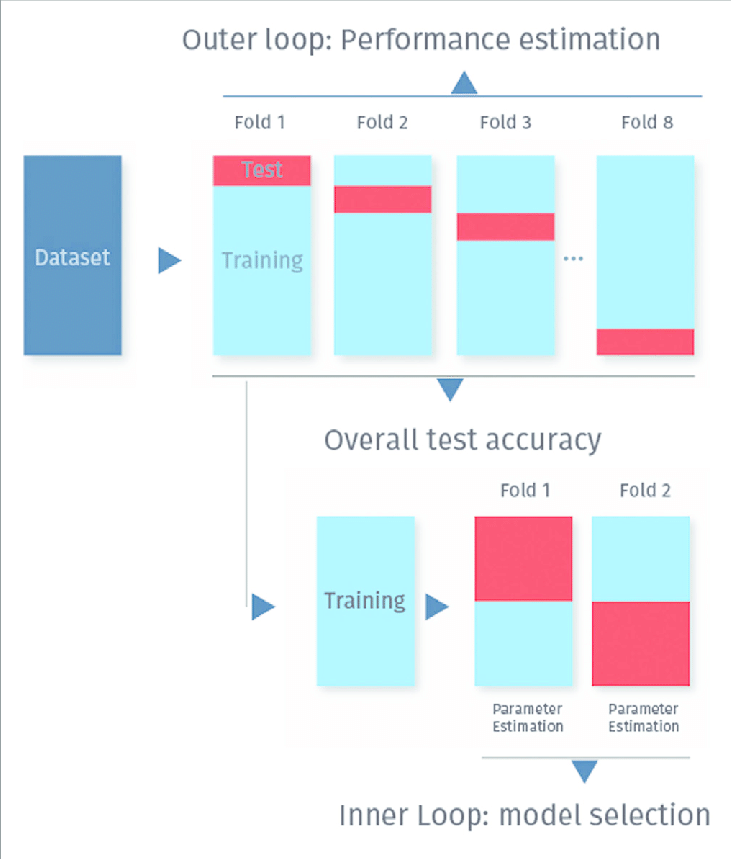 Outer loop: Performance estimation
Fold 1
Fold 2
Fold 3
Fold 8
Test
Dataset
Training
...
Overall test accuracy
Fold 1
Fold 2
Training
Parameter
Estimation
Parameter
Estimation
Inner Loop: model selection